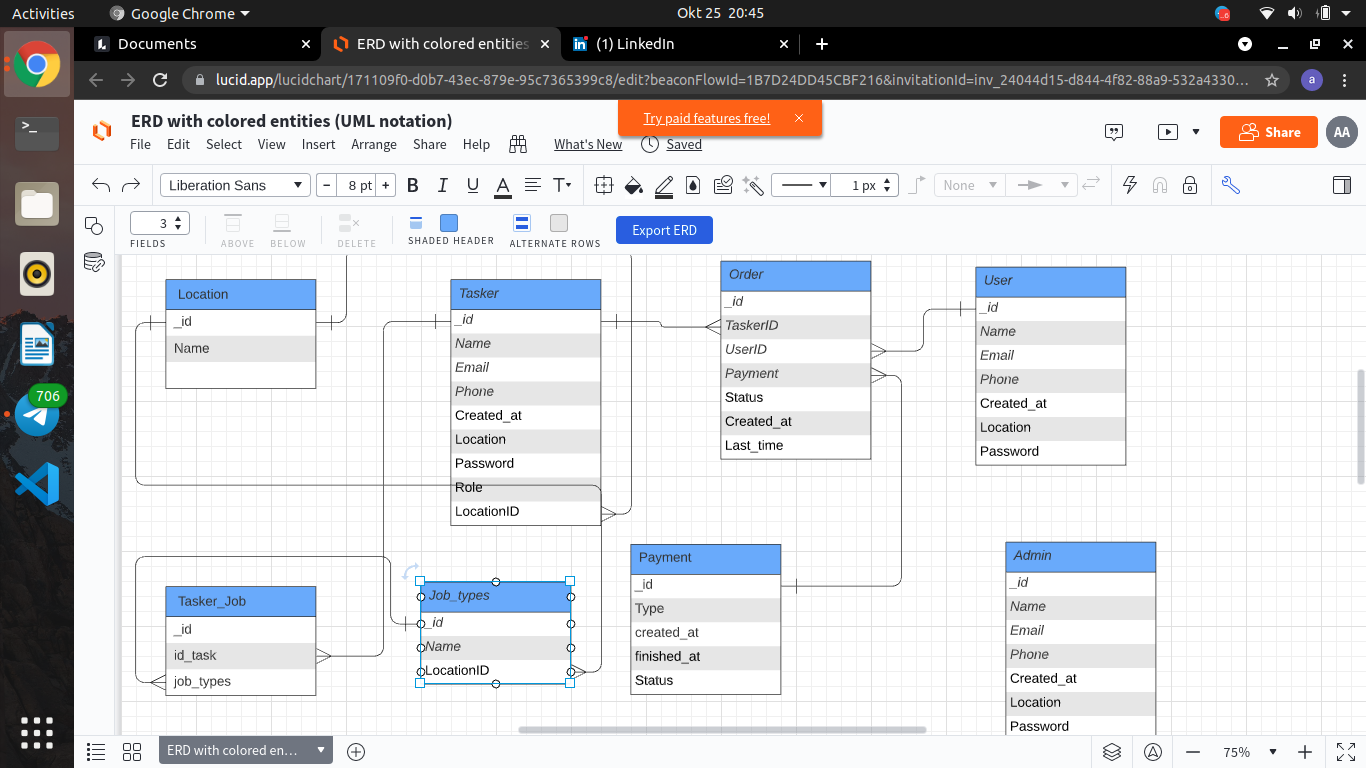 Activities
Google Chrome
Okt 25 20:45
6
Documents
ERD with colored entities
(1) LinkedIn
lucid.app/lucidchart/171109f0-d0b7-43ec-879e-95c7365399c8/edit?beaconFlowId=1B7D24DD45CBF216&invitationId=inv_24044d15-d844-4f82-88a9-532a4330...
a
ERD with colored entities (UML notation)
Try paid features free!
File Edit Select View Insert Arrange Share Help What's New Saved
Share
AA
Liberation Sans
8 pt
B I U A T
1 px
None
3
FIELDS
ABOVE
BELOW
DELETE
SHADED HEADER
ALTERNATE ROWS
Export ERD
Location
_id
Name
Tasker
_id
Name
Email
Phone
Created_at
Location
Password
Role
LocationID
Order
_id
TaskerID
UserID
Payment
Status
Created_at
Last_time
User
_id
Name
Email
Phone
Created_at
Location
Password
Tasker_Job
_id
id_task
job_types
Job_types
_id
Name
LocationID
Payment
_id
Type
created_at
finished_at
Status
Admin
_id
Name
Email
Phone
Created_at
Location
Password
706
ERD with colored en...
75%